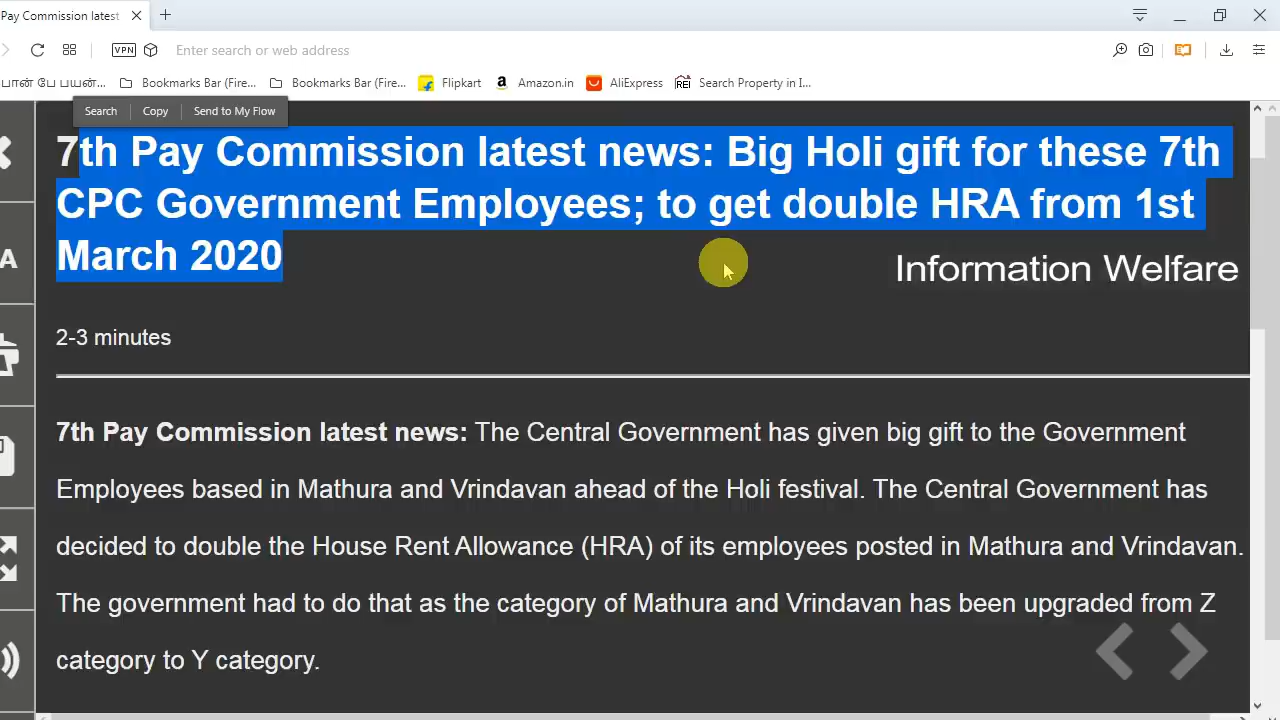 Pay Commission latest
VPN
Enter search or web address
Bookmarks Bar (Fire...
Bookmarks Bar (Fire...
Flipkart
Amazon.in
AliExpress
Search Property in I...
Search
Copy
Send to My Flow
7th Pay Commission latest news: Big Holi gift for these 7th
CPC Government Employees; to get double HRA from 1st
March 2020
Information Welfare
A
2-3 minutes
7th Pay Commission latest news: The Central Government has given big gift to the Government
Employees based in Mathura and Vrindavan ahead of the Holi festival. The Central Government has
decided to double the House Rent Allowance (HRA) of its employees posted in Mathura and Vrindavan.
The government had to do that as the category of Mathura and Vrindavan has been upgraded from Z
category to Y category.